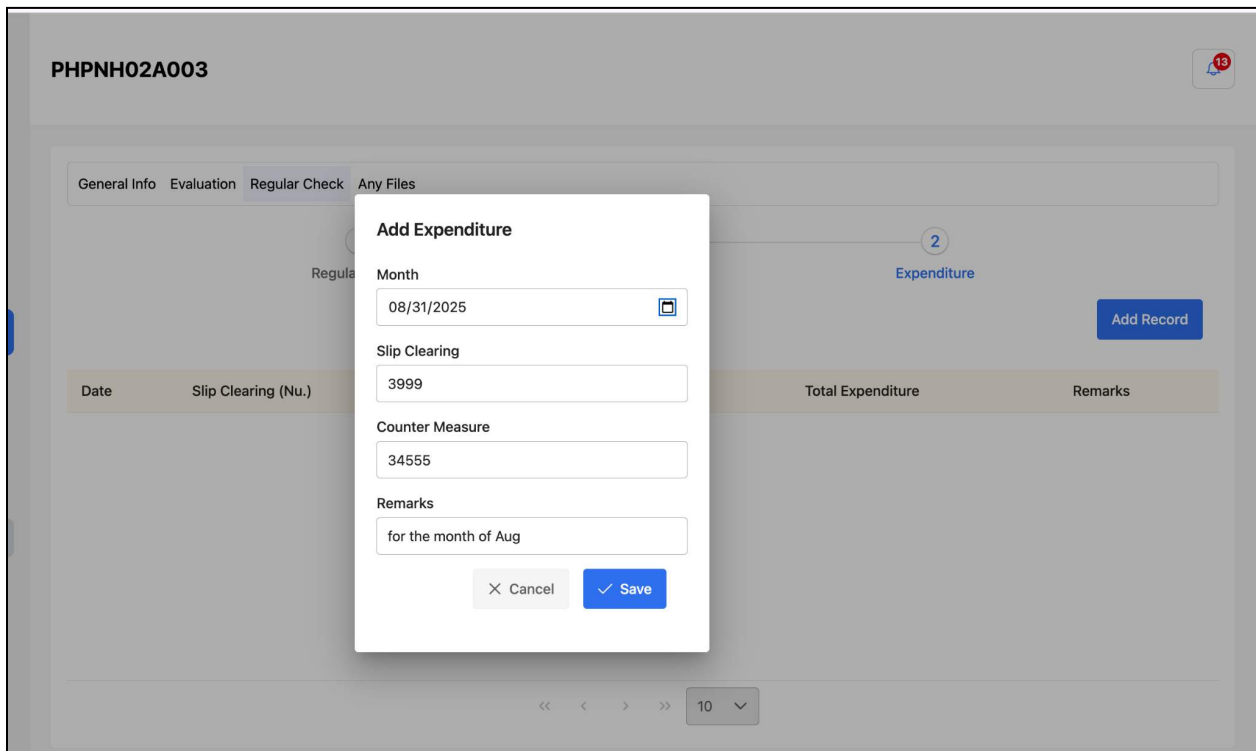 PHPNH02A003
13
General Info Evaluation Regular Check Any Files
Add Expenditure
2
Expenditure
Month
08/31/2025
Add Record
Slip Clearing
3999
Date Slip Clearing (Nu.) Total Expenditure Remarks
Counter Measure
34555
Remarks
for the month of Aug
Cancel Save
10